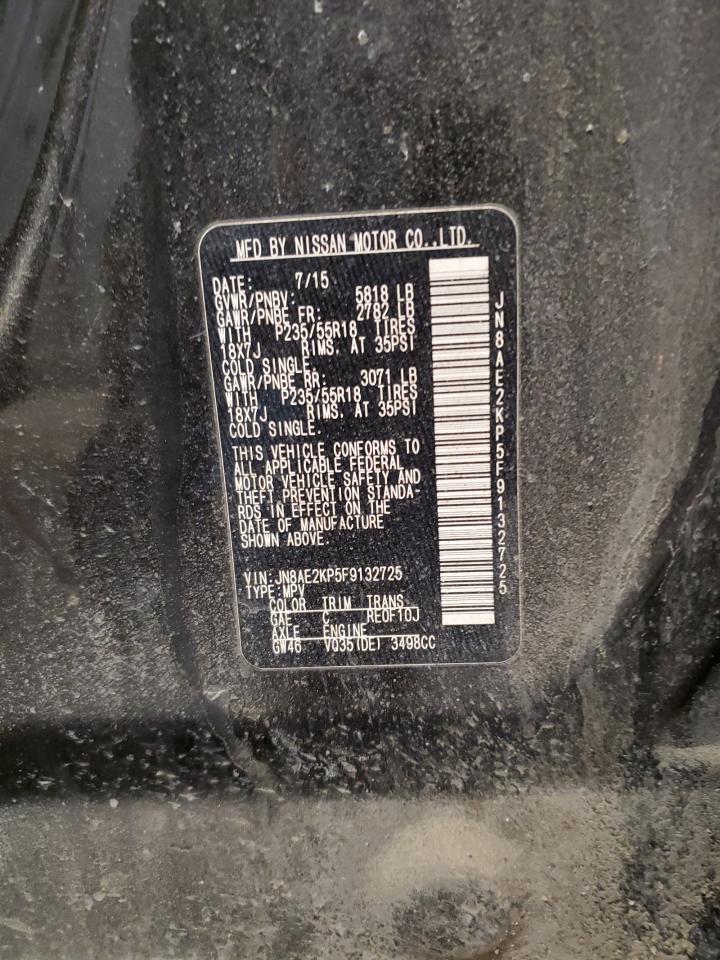 MFD BY NISSAN MOTOR CO.,LTD.
DATE: 7/15
GVWR/PNBV: 5818 LB
GAWR/PNBE FR: 2782 LB
WITH P235/55R18 TIRES
18X7J RIMS. AT 35PSI
COLD SINGLE.
GAWR/PNBE RR: 3071 LB
WITH P235/55R18 TIRES
18X7J RIMS. AT 35PSI
COLD SINGLE.
THIS VEHICLE CONFORMS TO
ALL APPLICABLE FEDERAL
MOTOR VEHICLE SAFETY AND
THEFT PREVENTION STANDA-
RDS IN EFFECT ON THE
DATE OF MANUFACTURE
SHOWN ABOVE.
VIN:JN8AE2KP5F9132725
TYPE:MPV
COLOR TRIM TRANS
GAE C RE0F10J
AXLE ENGINE
GW46 VQ35(DE) 3498CC
JN8AE2KP5F9132725